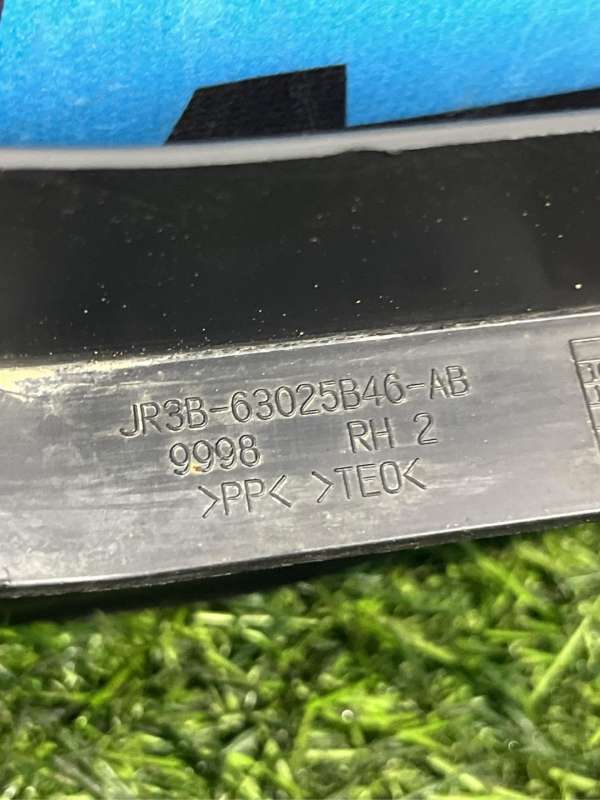 JR3B-63025B46-AB
9998 RH 2
>PP< >TEO<